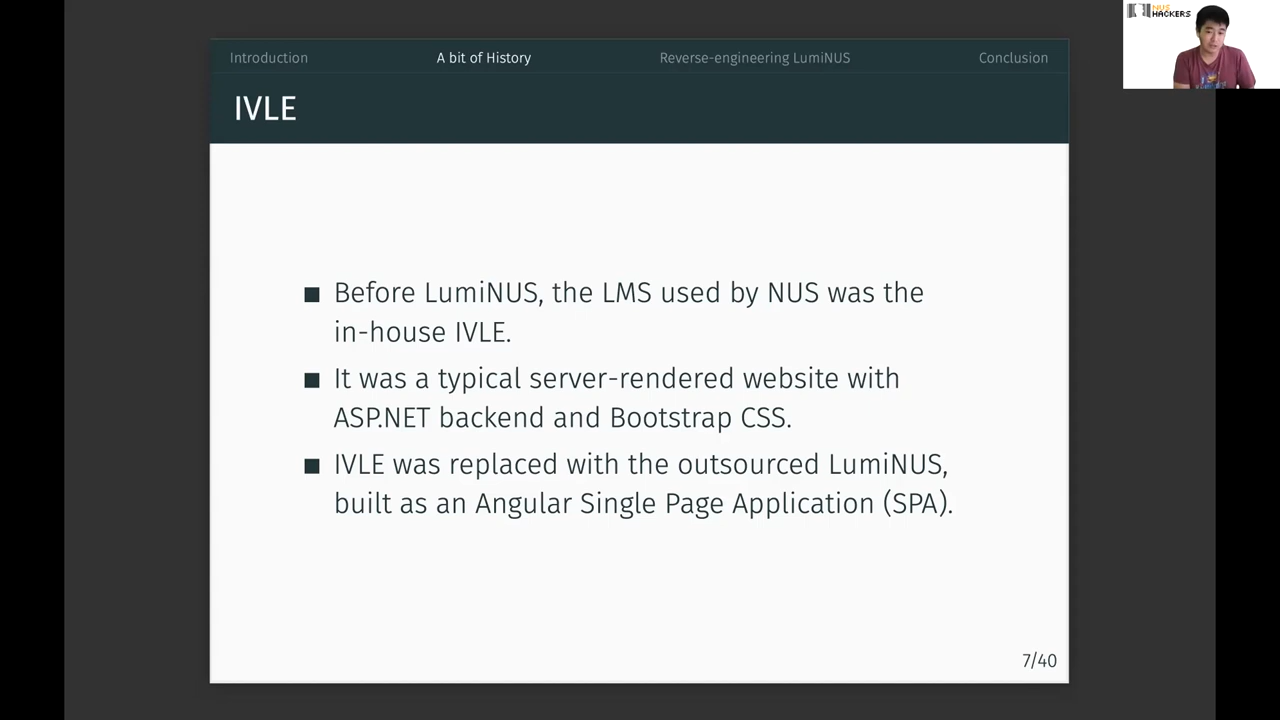 NUS
HACKERS
Introduction
A bit of History
Reverse-engineering LumiNUS
Conclusion
IVLE
Before LumiNUS, the LMS used by NUS was the
in-house IVLE.
It was a typical server-rendered website with
ASP.NET backend and Bootstrap CSS.
IVLE was replaced with the outsourced LumiNUS,
built as an Angular Single Page Application (SPA).
7/40